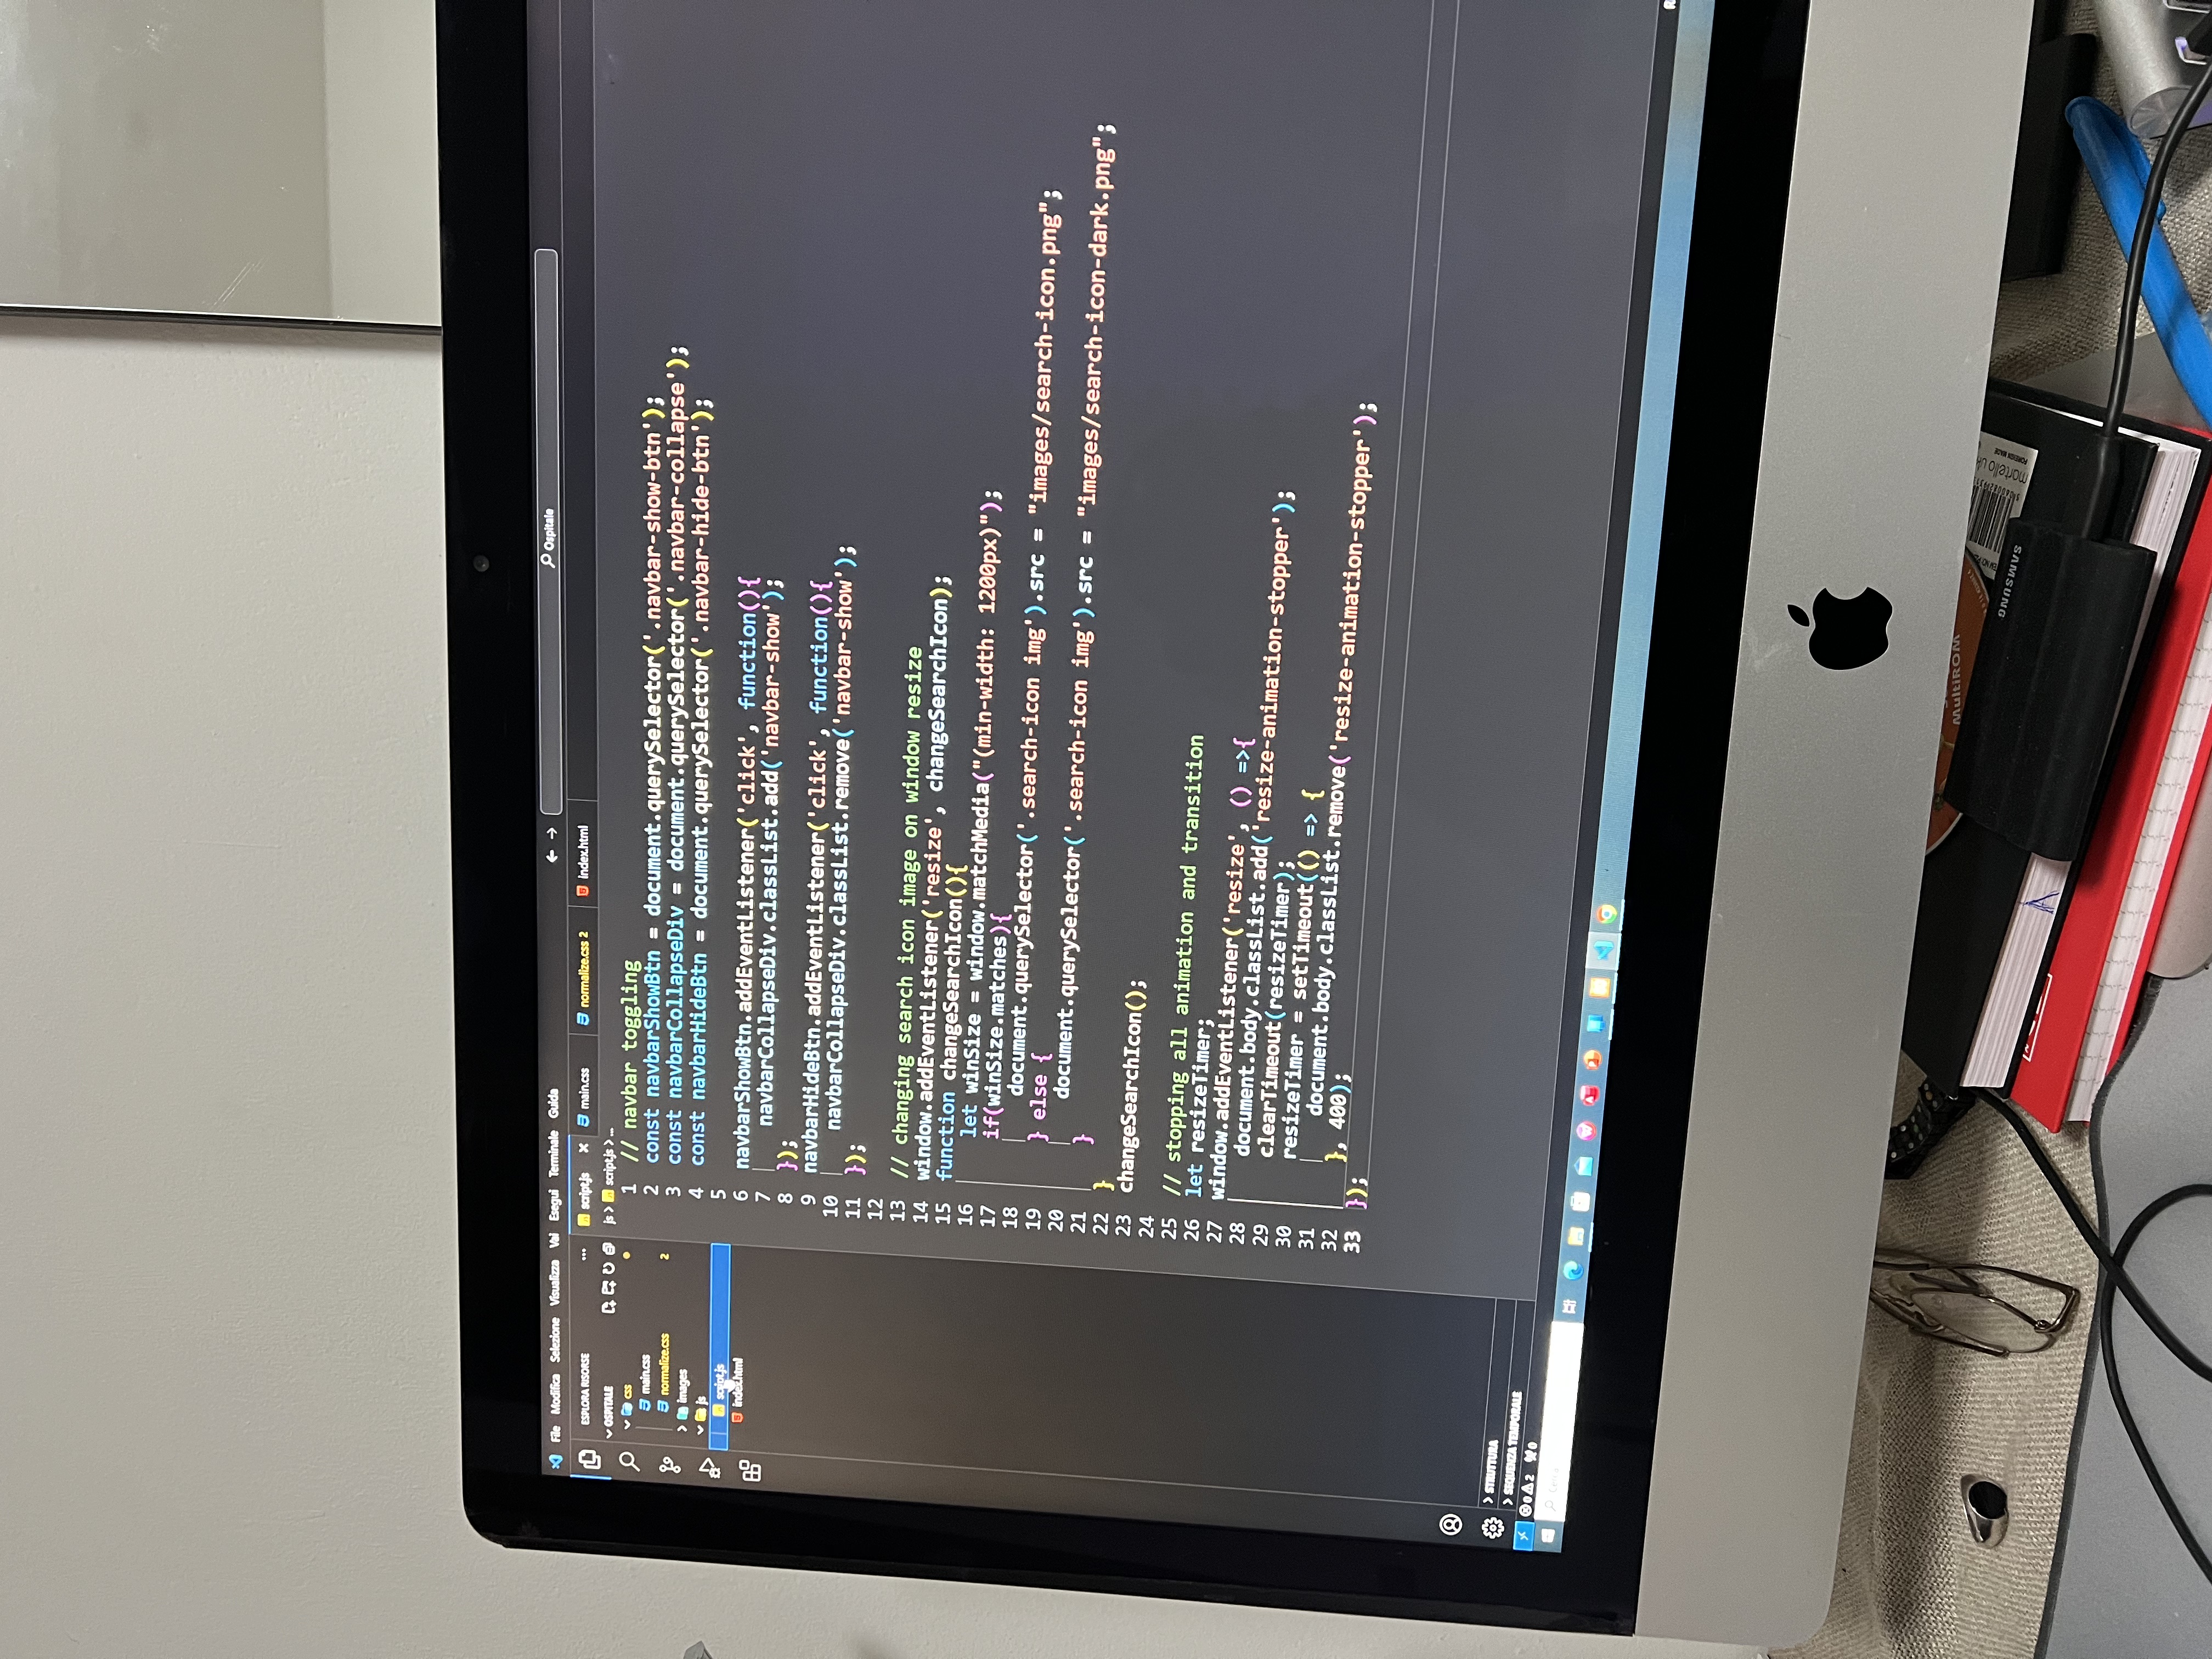 File Modifica Selezione Visualizza Vai Esegui Terminale Guida
Ospitale
ESPLORA RISORSE
script.js main.css normalize.css 2 index.html
OSPITALE
js > script.js > ...
css
main.css
normalize.css 2
images
js
script.js
index.html
1 // navbar toggling
2 const navbarShowBtn = document.querySelector('.navbar-show-btn');
3 const navbarCollapseDiv = document.querySelector('.navbar-collapse');
4 const navbarHideBtn = document.querySelector('.navbar-hide-btn');
5
6 navbarShowBtn.addEventListener('click', function(){
7 navbarCollapseDiv.classList.add('navbar-show');
8 });
9 navbarHideBtn.addEventListener('click', function(){
10 navbarCollapseDiv.classList.remove('navbar-show');
11 });
12
13 // changing search icon image on window resize
14 window.addEventListener('resize', changeSearchIcon);
15 function changeSearchIcon(){
16 let winSize = window.matchMedia("(min-width: 1200px)");
17 if(winSize.matches){
18 document.querySelector('.search-icon img').src = "images/search-icon.png";
19 } else {
20 document.querySelector('.search-icon img').src = "images/search-icon-dark.png";
21 }
22 }
23 changeSearchIcon();
24
25 // stopping all animation and transition
26 let resizeTimer;
27 window.addEventListener('resize', () =>{
28 document.body.classList.add('resize-animation-stopper');
29 clearTimeout(resizeTimer);
30 resizeTimer = setTimeout(() => {
31 document.body.classList.remove('resize-animation-stopper');
32 }, 400);
33 });
STRUTTURA
SEQUENZA TEMPORALE
0 2 0
Cerca
MultiROM
SAMSUNG
martello